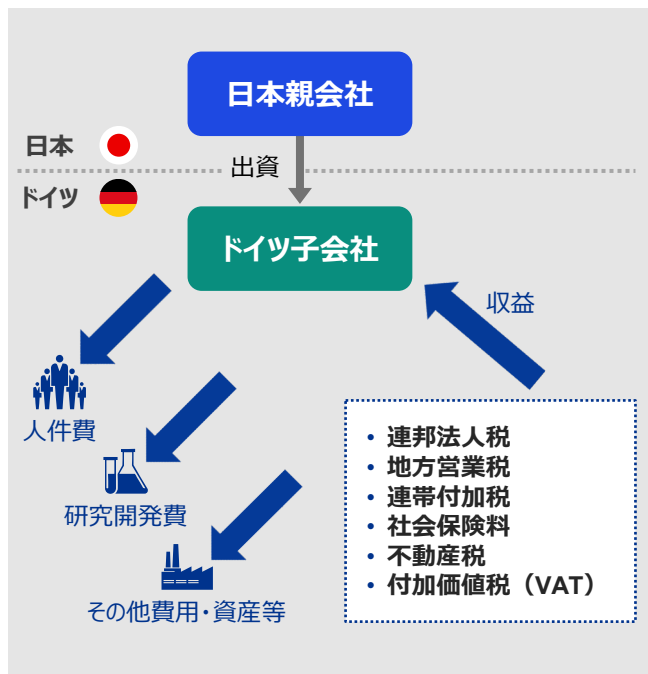 日本親会社
日本
出資
ドイツ
ドイツ子会社
収益
人件費
研究開発費
その他費用・資産等
• 連邦法人税
• 地方営業税
• 連帯付加税
• 社会保険料
• 不動産税
• 付加価値税（VAT）